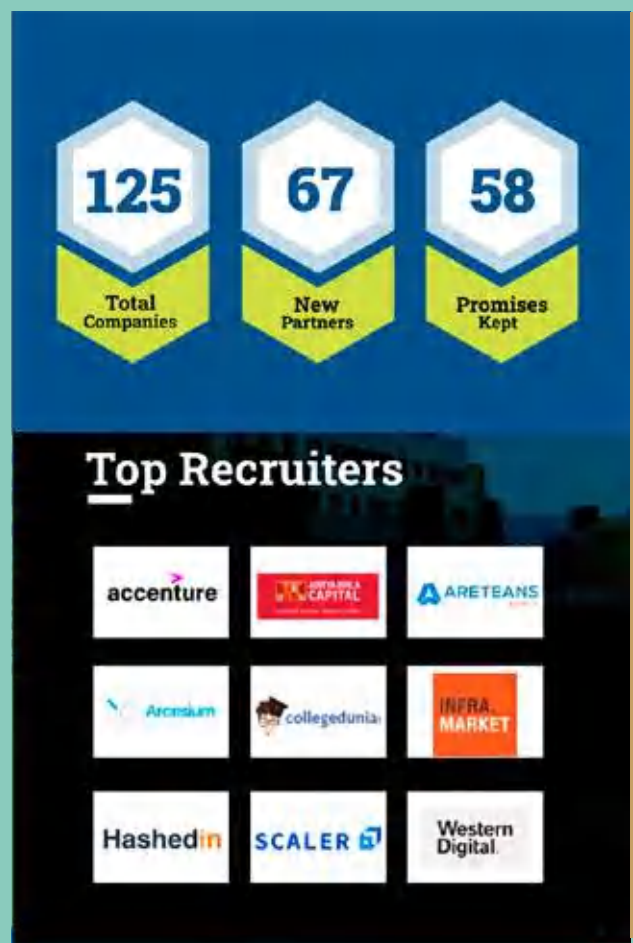 125
67
58
Total
Companies
New
Partners
Promises
Kept
Top Recruiters
accenture
CAPITAL
ARETEANS
Arcesium
collegedunia
INFRA.
MARKET
Hashedin
SCALER
Western
Digital.